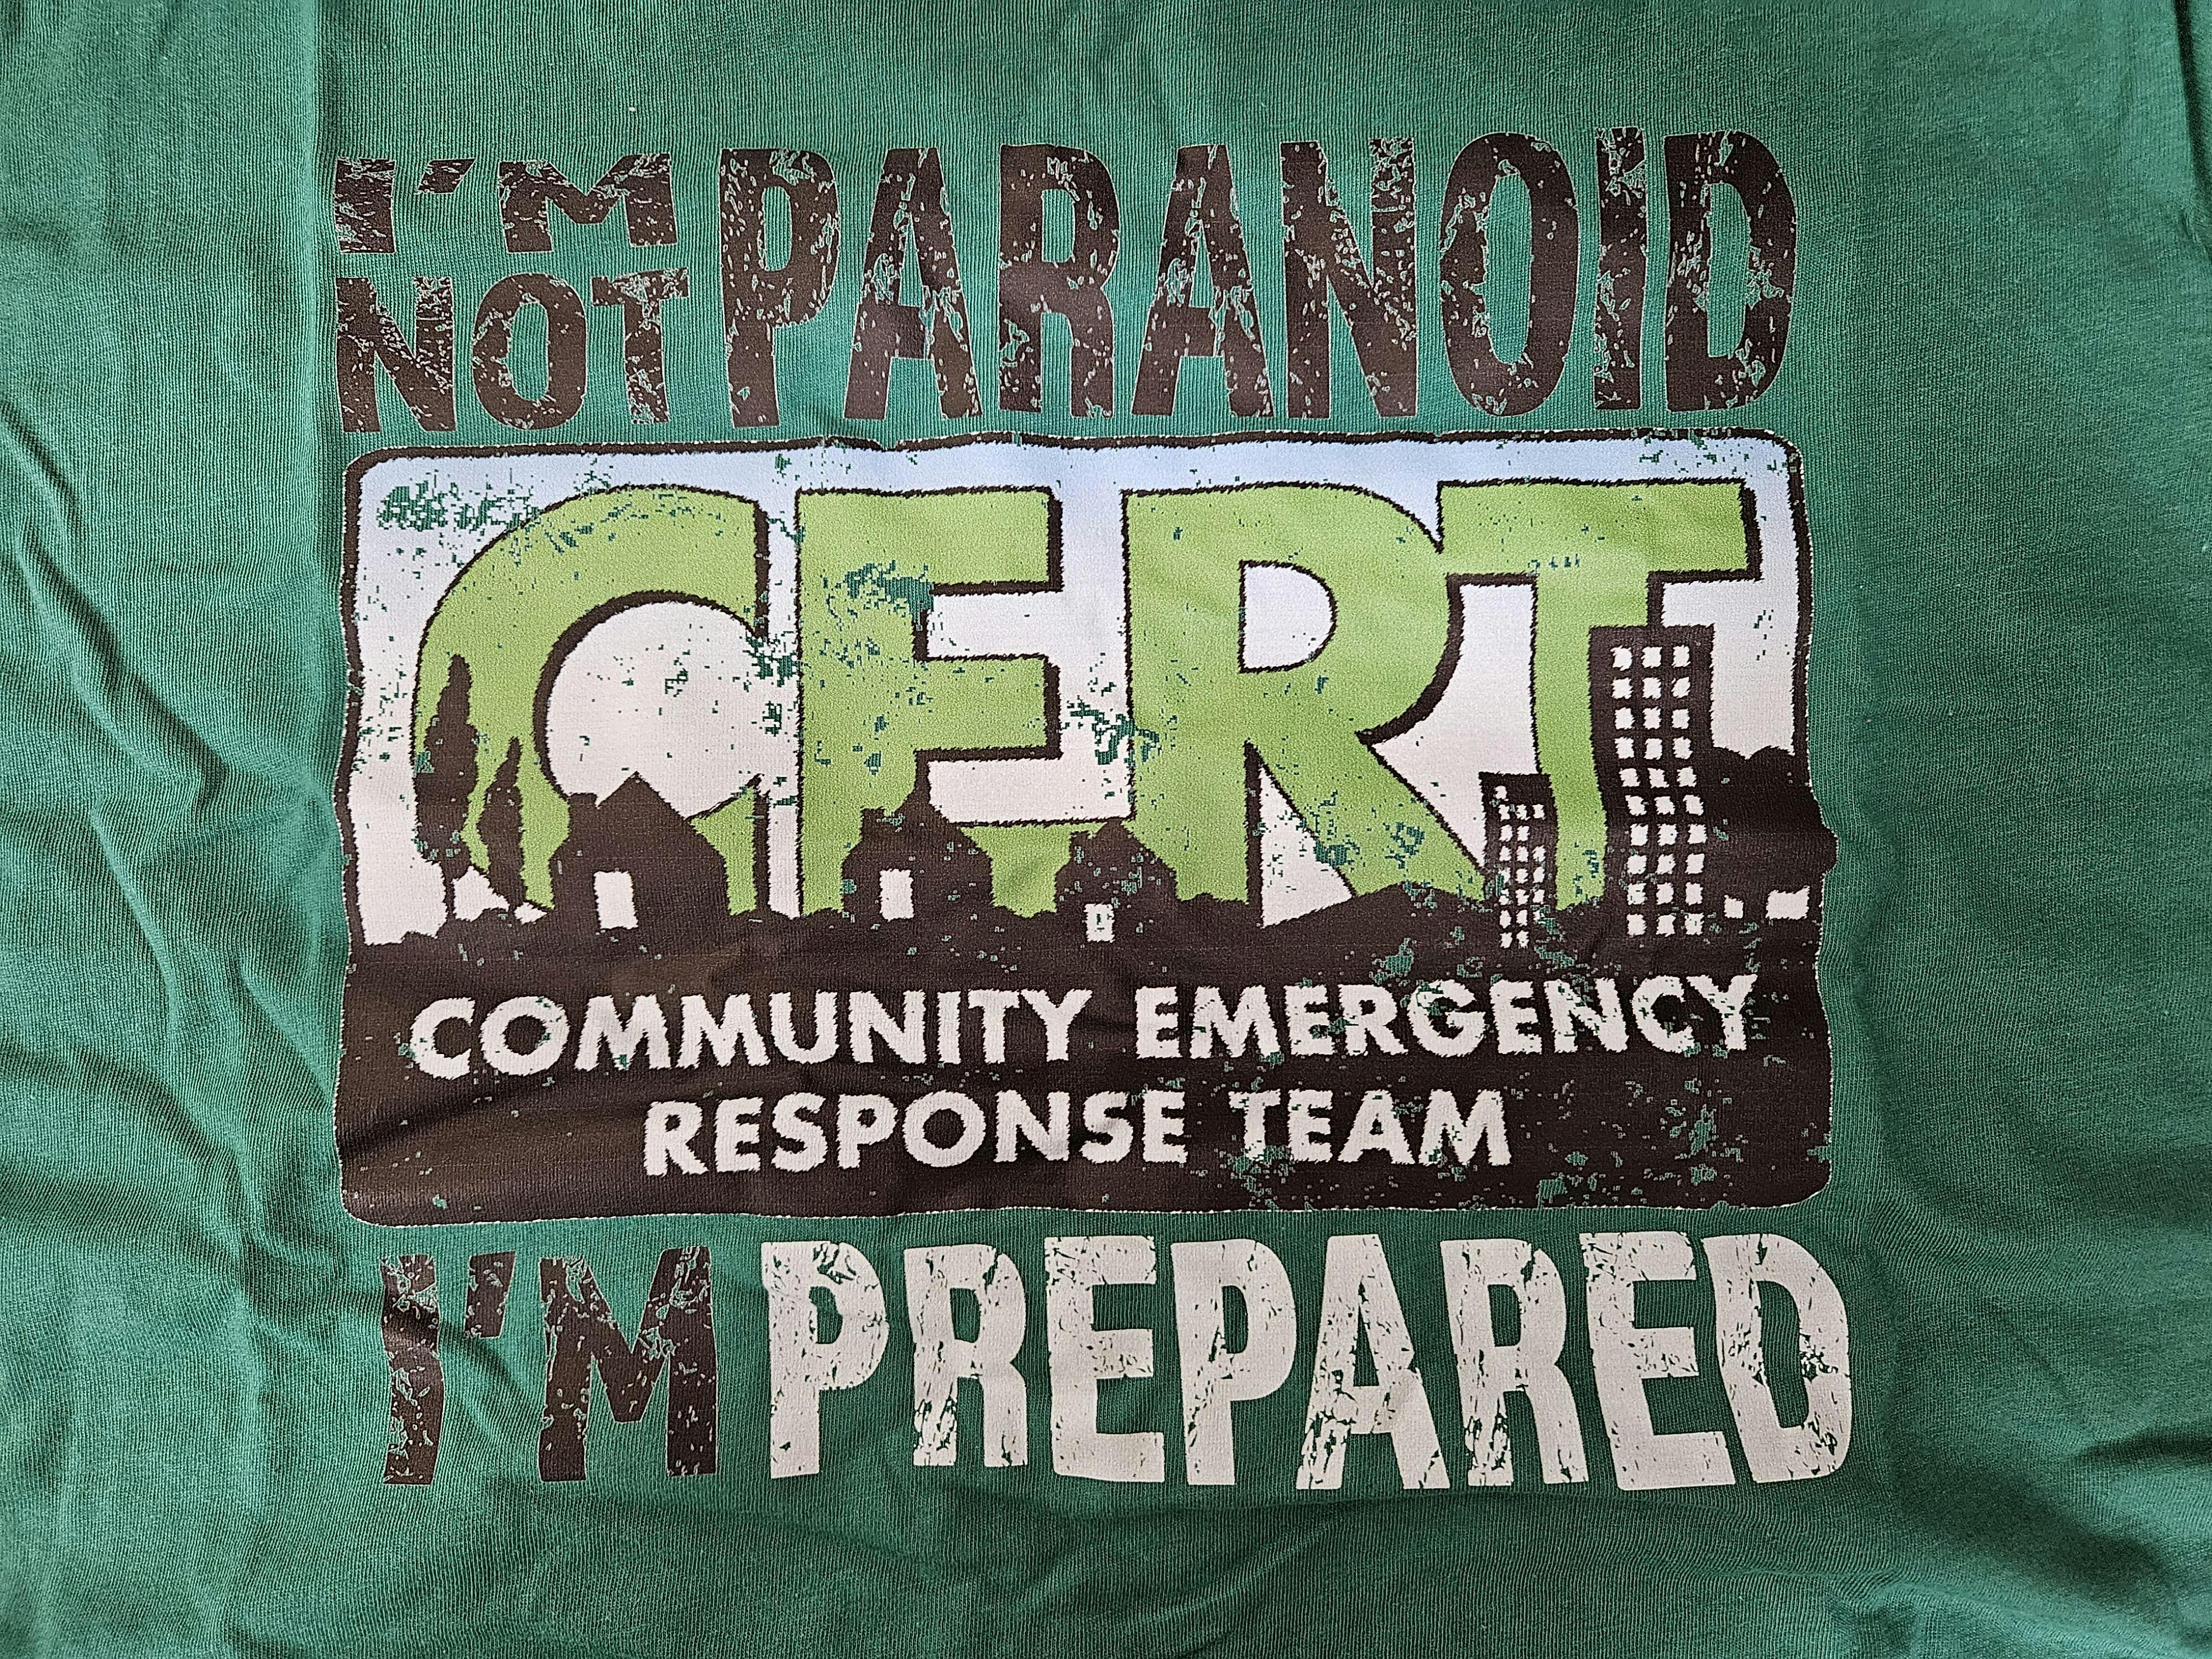 I'M
NOT PARANOID
CERT
COMMUNITY EMERGENCY
RESPONSE TEAM
I'M PREPARED